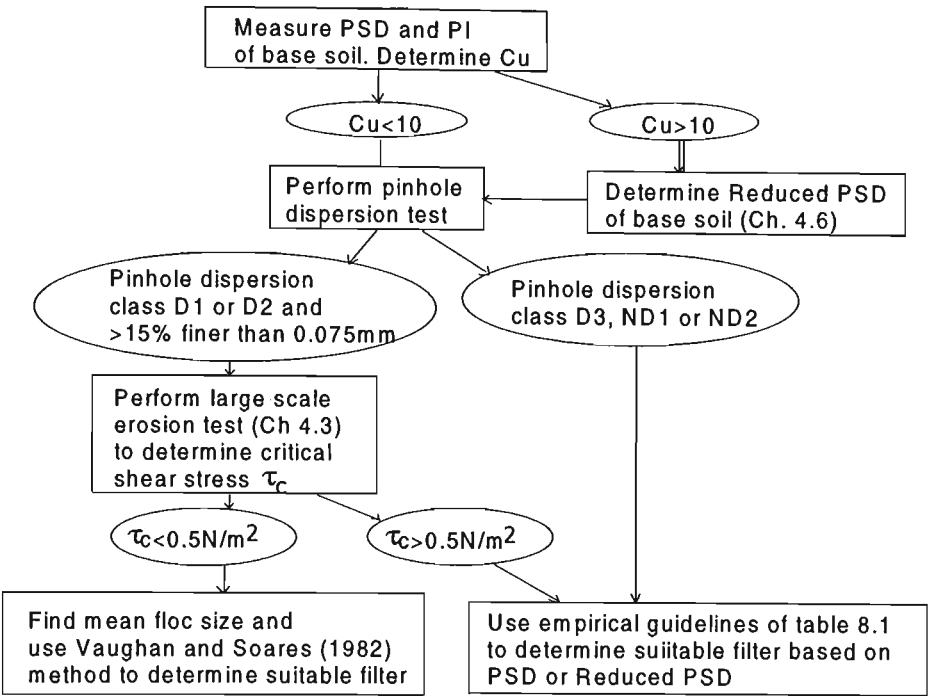 Measure PSD and PI
of base soil. Determine Cu
Cu<10
Cu>10
Perform pinhole
dispersion test
Determine Reduced PSD
of base soil (Ch. 4.6)
Pinhole dispersion
class D1 or D2 and
>15% finer than 0.075mm
Pinhole dispersion
class D3, ND1 or ND2
Perform large scale
erosion test (Ch 4.3)
to determine critical
shear stress τc
τc<0.5N/m²
τc>0.5N/m²
Find mean floc size and
use Vaughan and Soares (1982)
method to determine suitable filter
Use empirical guidelines of table 8.1
to determine suiitable filter based on
PSD or Reduced PSD